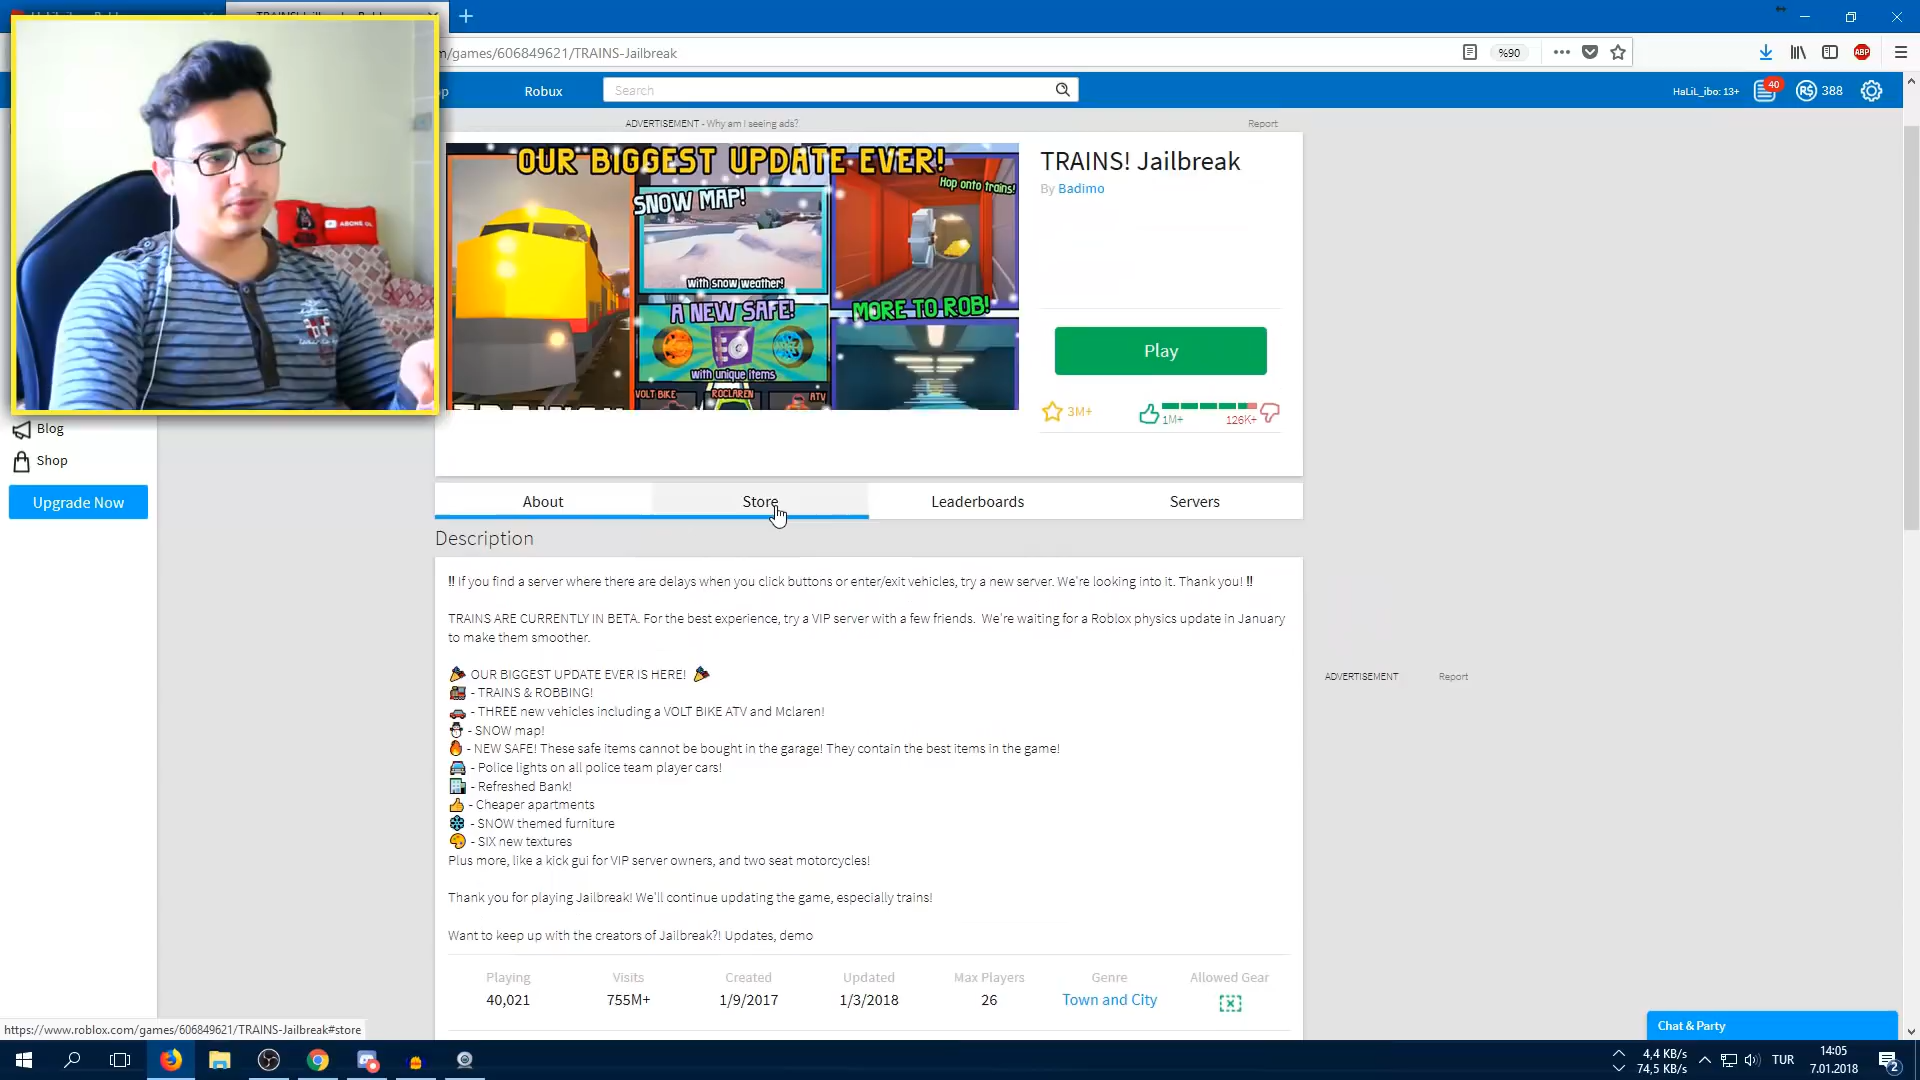 m/games/606849621/TRAINS-Jailbreak
%90
ABP
Robux
Search
HaLiL_ibo: 13+
40
R$ 388
ADVERTISEMENT - Why am I seeing ads?
Report
OUR BIGGEST UPDATE EVER!
Hop onto trains!
SNOW MAP!
with snow weather!
A NEW SAFE!
MORE TO ROB!
with unique items
VOLT BIKE
ROCLAREN
ATV
TRAINS! Jailbreak
By Badimo
Play
3M+
1M+
126K+
ABONE OL
Blog
Shop
Upgrade Now
About
Store
Leaderboards
Servers
Description
!! If you find a server where there are delays when you click buttons or enter/exit vehicles, try a new server. We're looking into it. Thank you! !!
TRAINS ARE CURRENTLY IN BETA. For the best experience, try a VIP server with a few friends. We're waiting for a Roblox physics update in January
to make them smoother.
🎉 OUR BIGGEST UPDATE EVER IS HERE! 🎉
🚂 - TRAINS & ROBBING!
🚗 - THREE new vehicles including a VOLT BIKE ATV and Mclaren!
⛄ - SNOW map!
🔥 - NEW SAFE! These safe items cannot be bought in the garage! They contain the best items in the game!
🚔 - Police lights on all police team player cars!
🏢 - Refreshed Bank!
👍 - Cheaper apartments
❄ - SNOW themed furniture
🎨 - SIX new textures
Plus more, like a kick gui for VIP server owners, and two seat motorcycles!
Thank you for playing Jailbreak! We'll continue updating the game, especially trains!
Want to keep up with the creators of Jailbreak?! Updates, demo
ADVERTISEMENT
Report
Playing
Visits
Created
Updated
Max Players
Genre
Allowed Gear
40,021
755M+
1/9/2017
1/3/2018
26
Town and City
https://www.roblox.com/games/606849621/TRAINS-Jailbreak#store
Chat & Party
4,4 KB/s
74,5 KB/s
TUR
14:05
7.01.2018
2